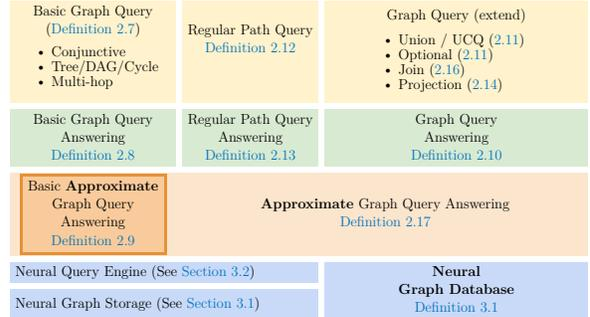 Basic Graph Query
(Definition 2.7)
• Conjunctive
• Tree/DAG/Cycle
• Multi-hop
Regular Path Query
Definition 2.12
Graph Query (extend)
• Union / UCQ (2.11)
• Optional (2.11)
• Join (2.16)
• Projection (2.14)
Basic Graph Query
Answering
Definition 2.8
Regular Path Query
Answering
Definition 2.13
Graph Query
Answering
Definition 2.10
Basic Approximate
Graph Query
Answering
Definition 2.9
Approximate Graph Query Answering
Definition 2.17
Neural Query Engine (See Section 3.2)
Neural Graph Storage (See Section 3.1)
Neural
Graph Database
Definition 3.1